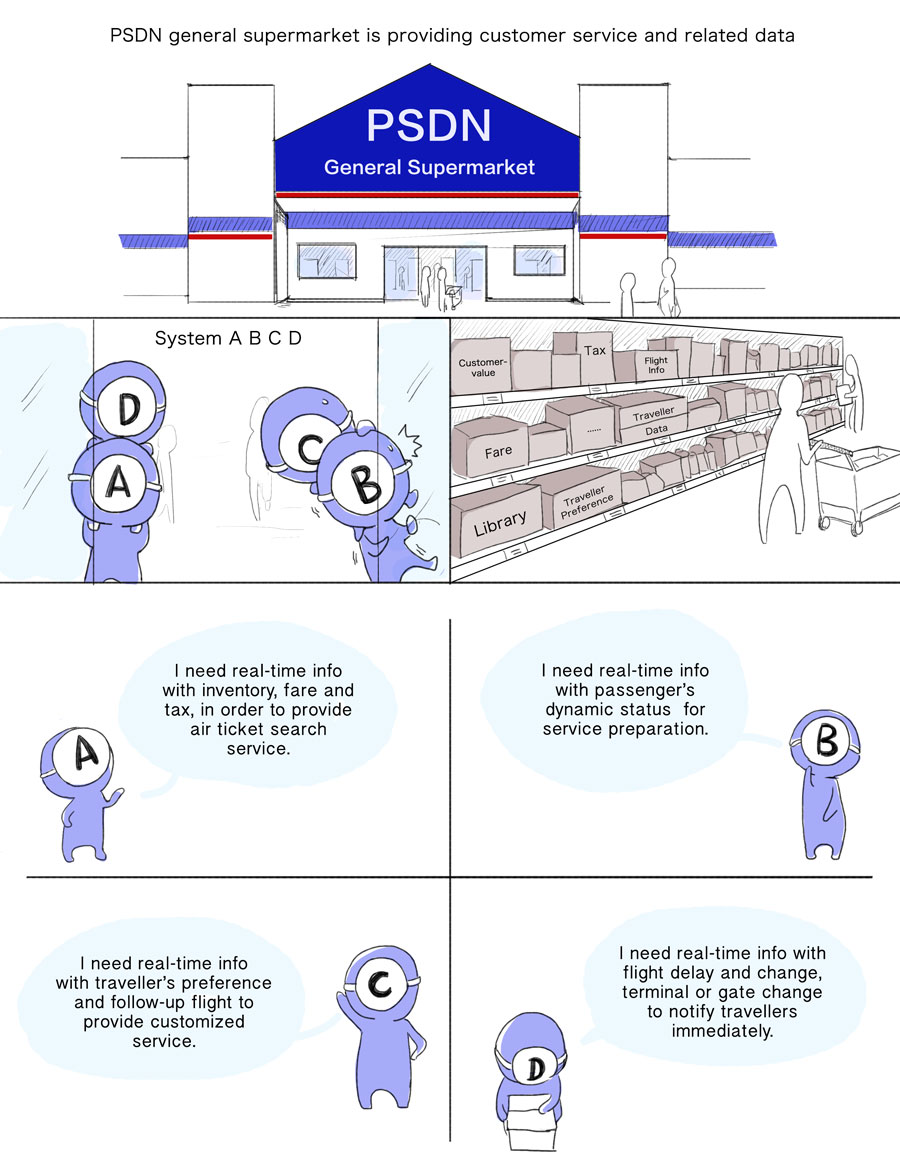 PSDN general supermarket is providing customer service and related data
PSDN
General Supermarket
System A B C D
D
A
C
B
Customer-
value
Tax
Flight
Info
Fare
......
Traveller
Data
Library
Traveller
Preference
I need real-time info
with inventory, fare and
tax, in order to provide
air ticket search
service.
A
I need real-time info
with passenger's
dynamic status for
service preparation.
B
I need real-time info
with traveller's preference
and follow-up flight to
provide customized
service.
C
I need real-time info with
flight delay and change,
terminal or gate change
to notify travellers
immediately.
D